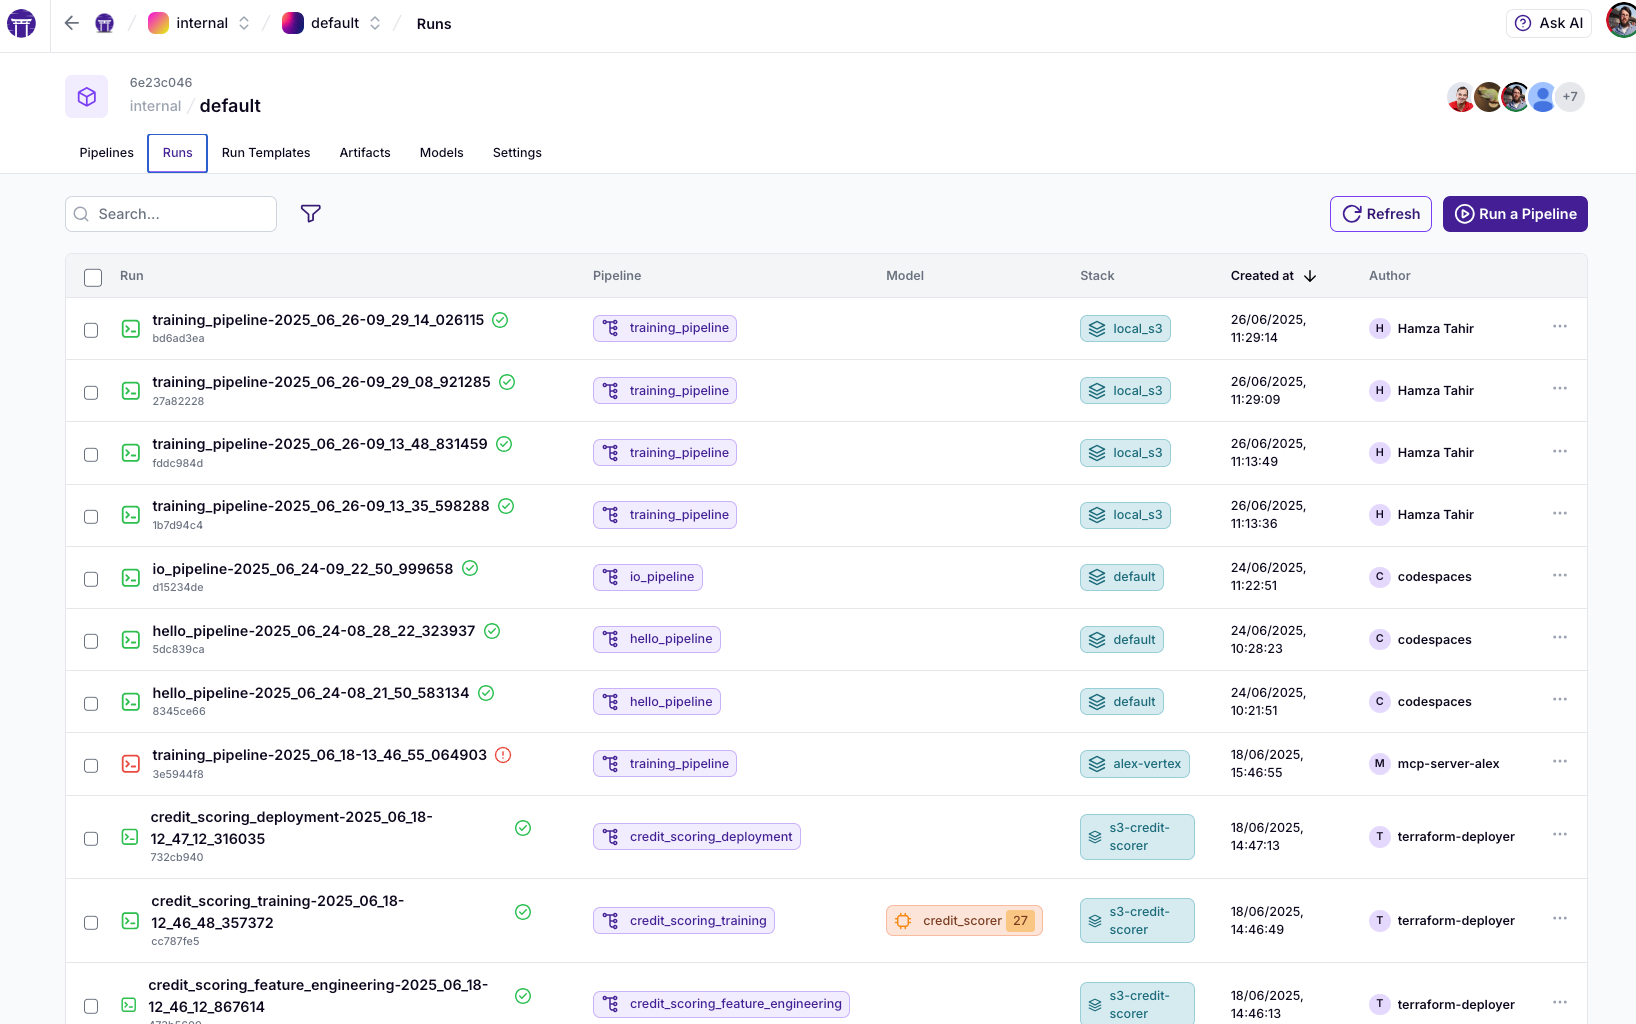 internal / default / Runs
Ask AI
6e23c046
internal / default
+7
Pipelines Runs Run Templates Artifacts Models Settings
Search...
Refresh
Run a Pipeline
Run Pipeline Model Stack Created at Author
training_pipeline-2025_06_26-09_29_14_026115
bd6ad3ea
training_pipeline
local_s3
26/06/2025,
11:29:14
H Hamza Tahir
training_pipeline-2025_06_26-09_29_08_921285
27a82228
training_pipeline
local_s3
26/06/2025,
11:29:09
H Hamza Tahir
training_pipeline-2025_06_26-09_13_48_831459
fddc984d
training_pipeline
local_s3
26/06/2025,
11:13:49
H Hamza Tahir
training_pipeline-2025_06_26-09_13_35_598288
1b7d94c4
training_pipeline
local_s3
26/06/2025,
11:13:36
H Hamza Tahir
io_pipeline-2025_06_24-09_22_50_999658
d15234de
io_pipeline
default
24/06/2025,
11:22:51
C codespaces
hello_pipeline-2025_06_24-08_28_22_323937
5dc839ca
hello_pipeline
default
24/06/2025,
10:28:23
C codespaces
hello_pipeline-2025_06_24-08_21_50_583134
8345ce66
hello_pipeline
default
24/06/2025,
10:21:51
C codespaces
training_pipeline-2025_06_18-13_46_55_064903
3e5944f8
training_pipeline
alex-vertex
18/06/2025,
15:46:55
M mcp-server-alex
credit_scoring_deployment-2025_06_18-
12_47_12_316035
732cb940
credit_scoring_deployment
s3-credit-
scorer
18/06/2025,
14:47:13
T terraform-deployer
credit_scoring_training-2025_06_18-
12_46_48_357372
cc787fe5
credit_scoring_training
credit_scorer 27
s3-credit-
scorer
18/06/2025,
14:46:49
T terraform-deployer
credit_scoring_feature_engineering-2025_06_18-
12_46_12_867614
credit_scoring_feature_engineering
s3-credit-
scorer
18/06/2025,
14:46:13
T terraform-deployer